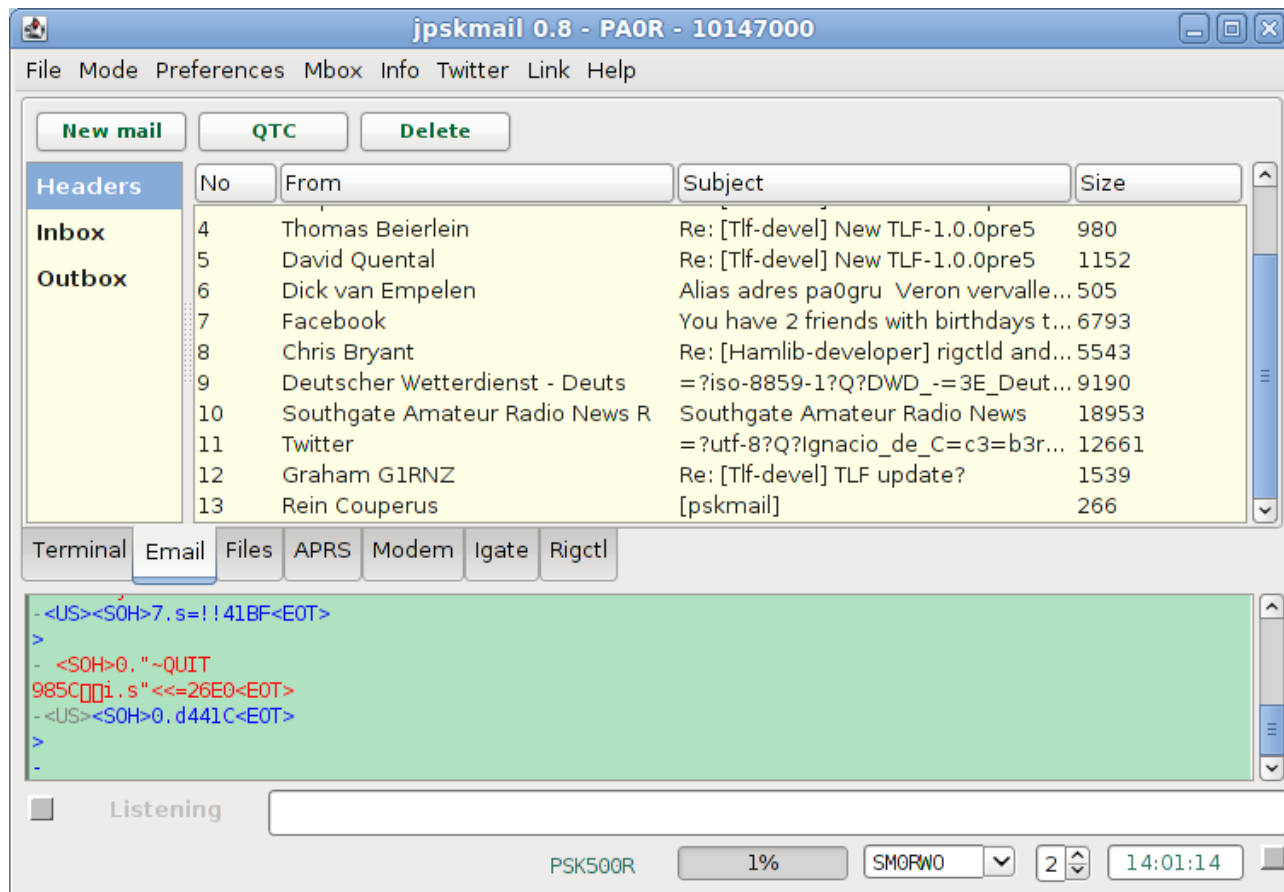 jpskmail 0.8 - PA0R - 10147000
File Mode Preferences Mbox Info Twitter Link Help
New mail QTC Delete
Headers
Inbox
Outbox
No From Subject Size
4 Thomas Beierlein Re: [Tlf-devel] New TLF-1.0.0pre5 980
5 David Quental Re: [Tlf-devel] New TLF-1.0.0pre5 1152
6 Dick van Empelen Alias adres pa0gru Veron vervalle... 505
7 Facebook You have 2 friends with birthdays t... 6793
8 Chris Bryant Re: [Hamlib-developer] rigctld and... 5543
9 Deutscher Wetterdienst - Deuts =?iso-8859-1?Q?DWD_-=3E_Deut... 9190
10 Southgate Amateur Radio News R Southgate Amateur Radio News 18953
11 Twitter =?utf-8?Q?Ignacio_de_C=c3=b3r... 12661
12 Graham G1RNZ Re: [Tlf-devel] TLF update? 1539
13 Rein Couperus [pskmail] 266
Terminal Email Files APRS Modem Igate Rigctl
-<US><SOH>7.s=!!41BF<EOT>
>
- <SOH>0."~QUIT
985C▯▯i.s"<<=26E0<EOT>
-<US><SOH>0.d441C<EOT>
>
-
Listening
PSK500R 1% SM0RWO 2 14:01:14